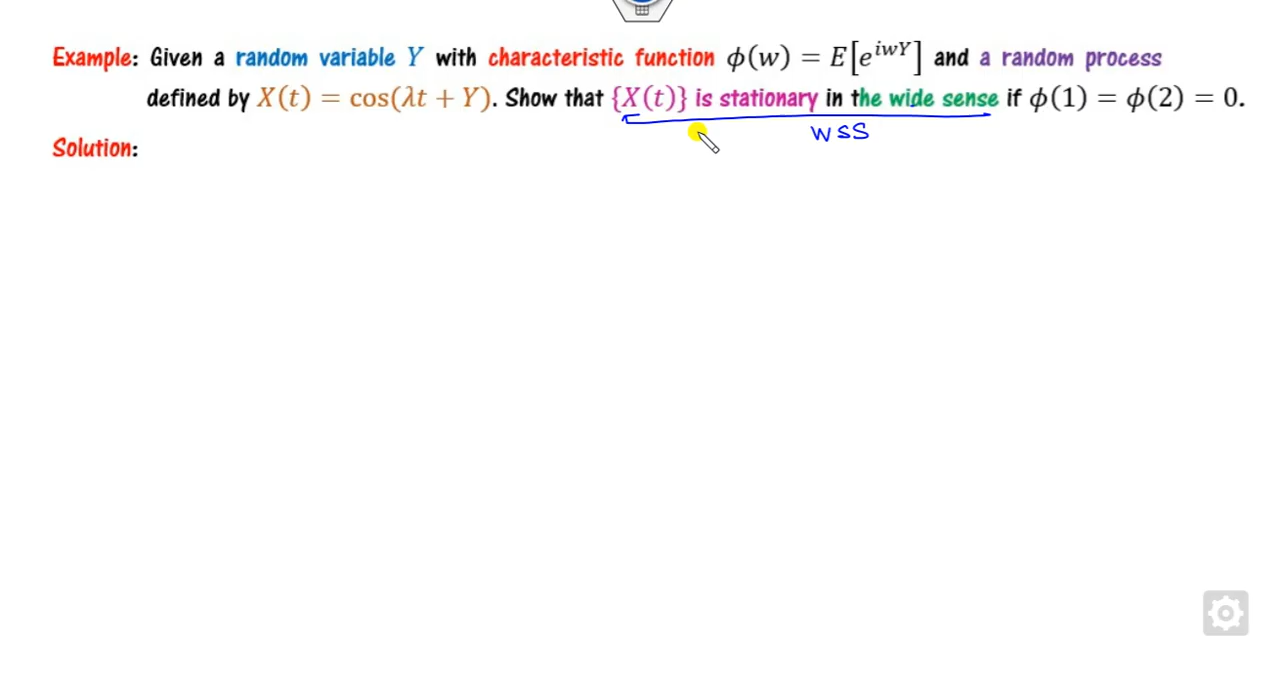 Example: Given a random variable Y with characteristic function ϕ(w) = E[e^{iwY}] and a random process
defined by X(t) = cos(λt + Y). Show that {X(t)} is stationary in the wide sense if ϕ(1) = ϕ(2) = 0.
WSS
Solution: